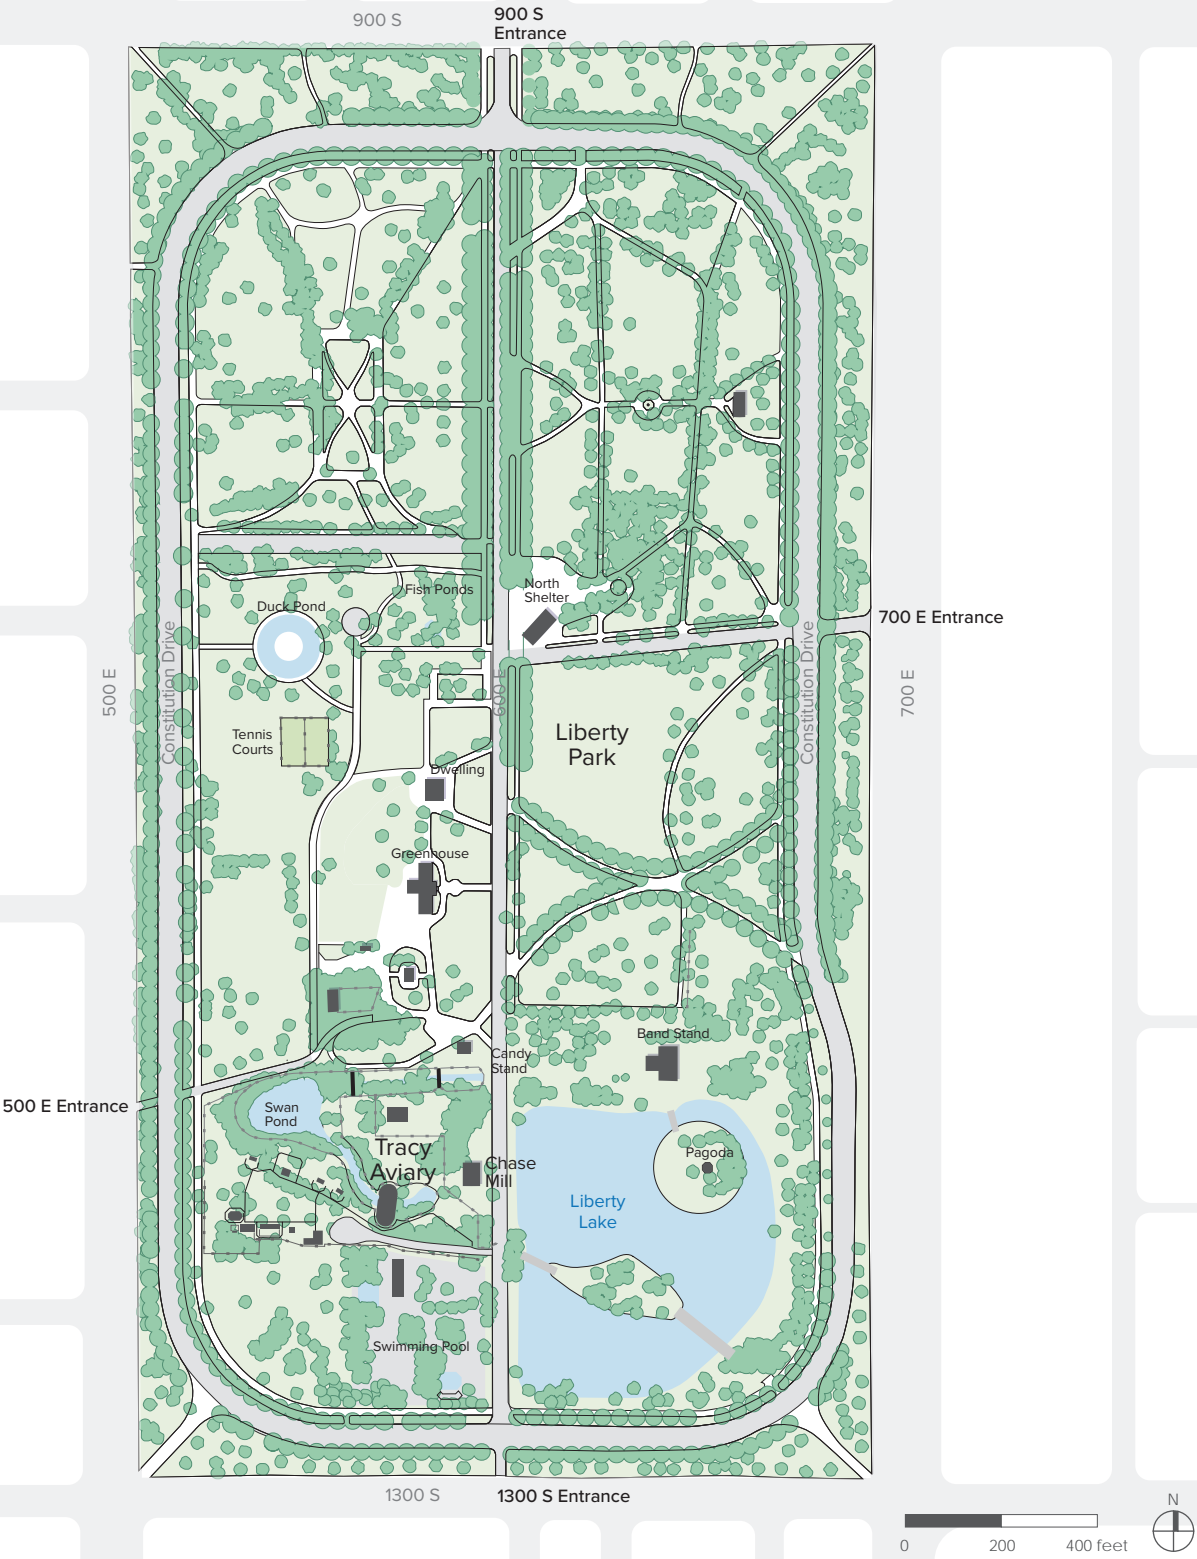 900 S
900 S
Entrance
North
Shelter
Fish Ponds
Duck Pond
700 E Entrance
Constitution Drive
Constitution Drive
500 E
600 E
700 E
Liberty
Park
Tennis
Courts
Dwelling
Greenhouse
Band Stand
Candy
Stand
500 E Entrance
Swan
Pond
Tracy
Aviary
Chase
Mill
Pagoda
Liberty
Lake
Swimming Pool
1300 S
1300 S Entrance
N
0 200 400 feet